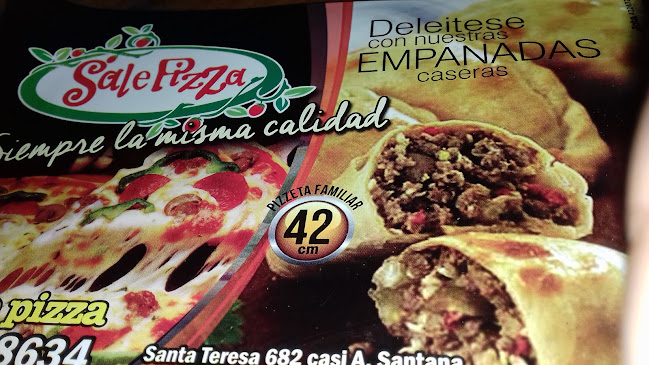 Sale Pizza
Siempre la misma calidad
Deleitese
con nuestras
EMPANADAS
caseras
PIZZETA FAMILIAR
42
cm
pizza
8634
Santa Teresa 682 casi A. Santana